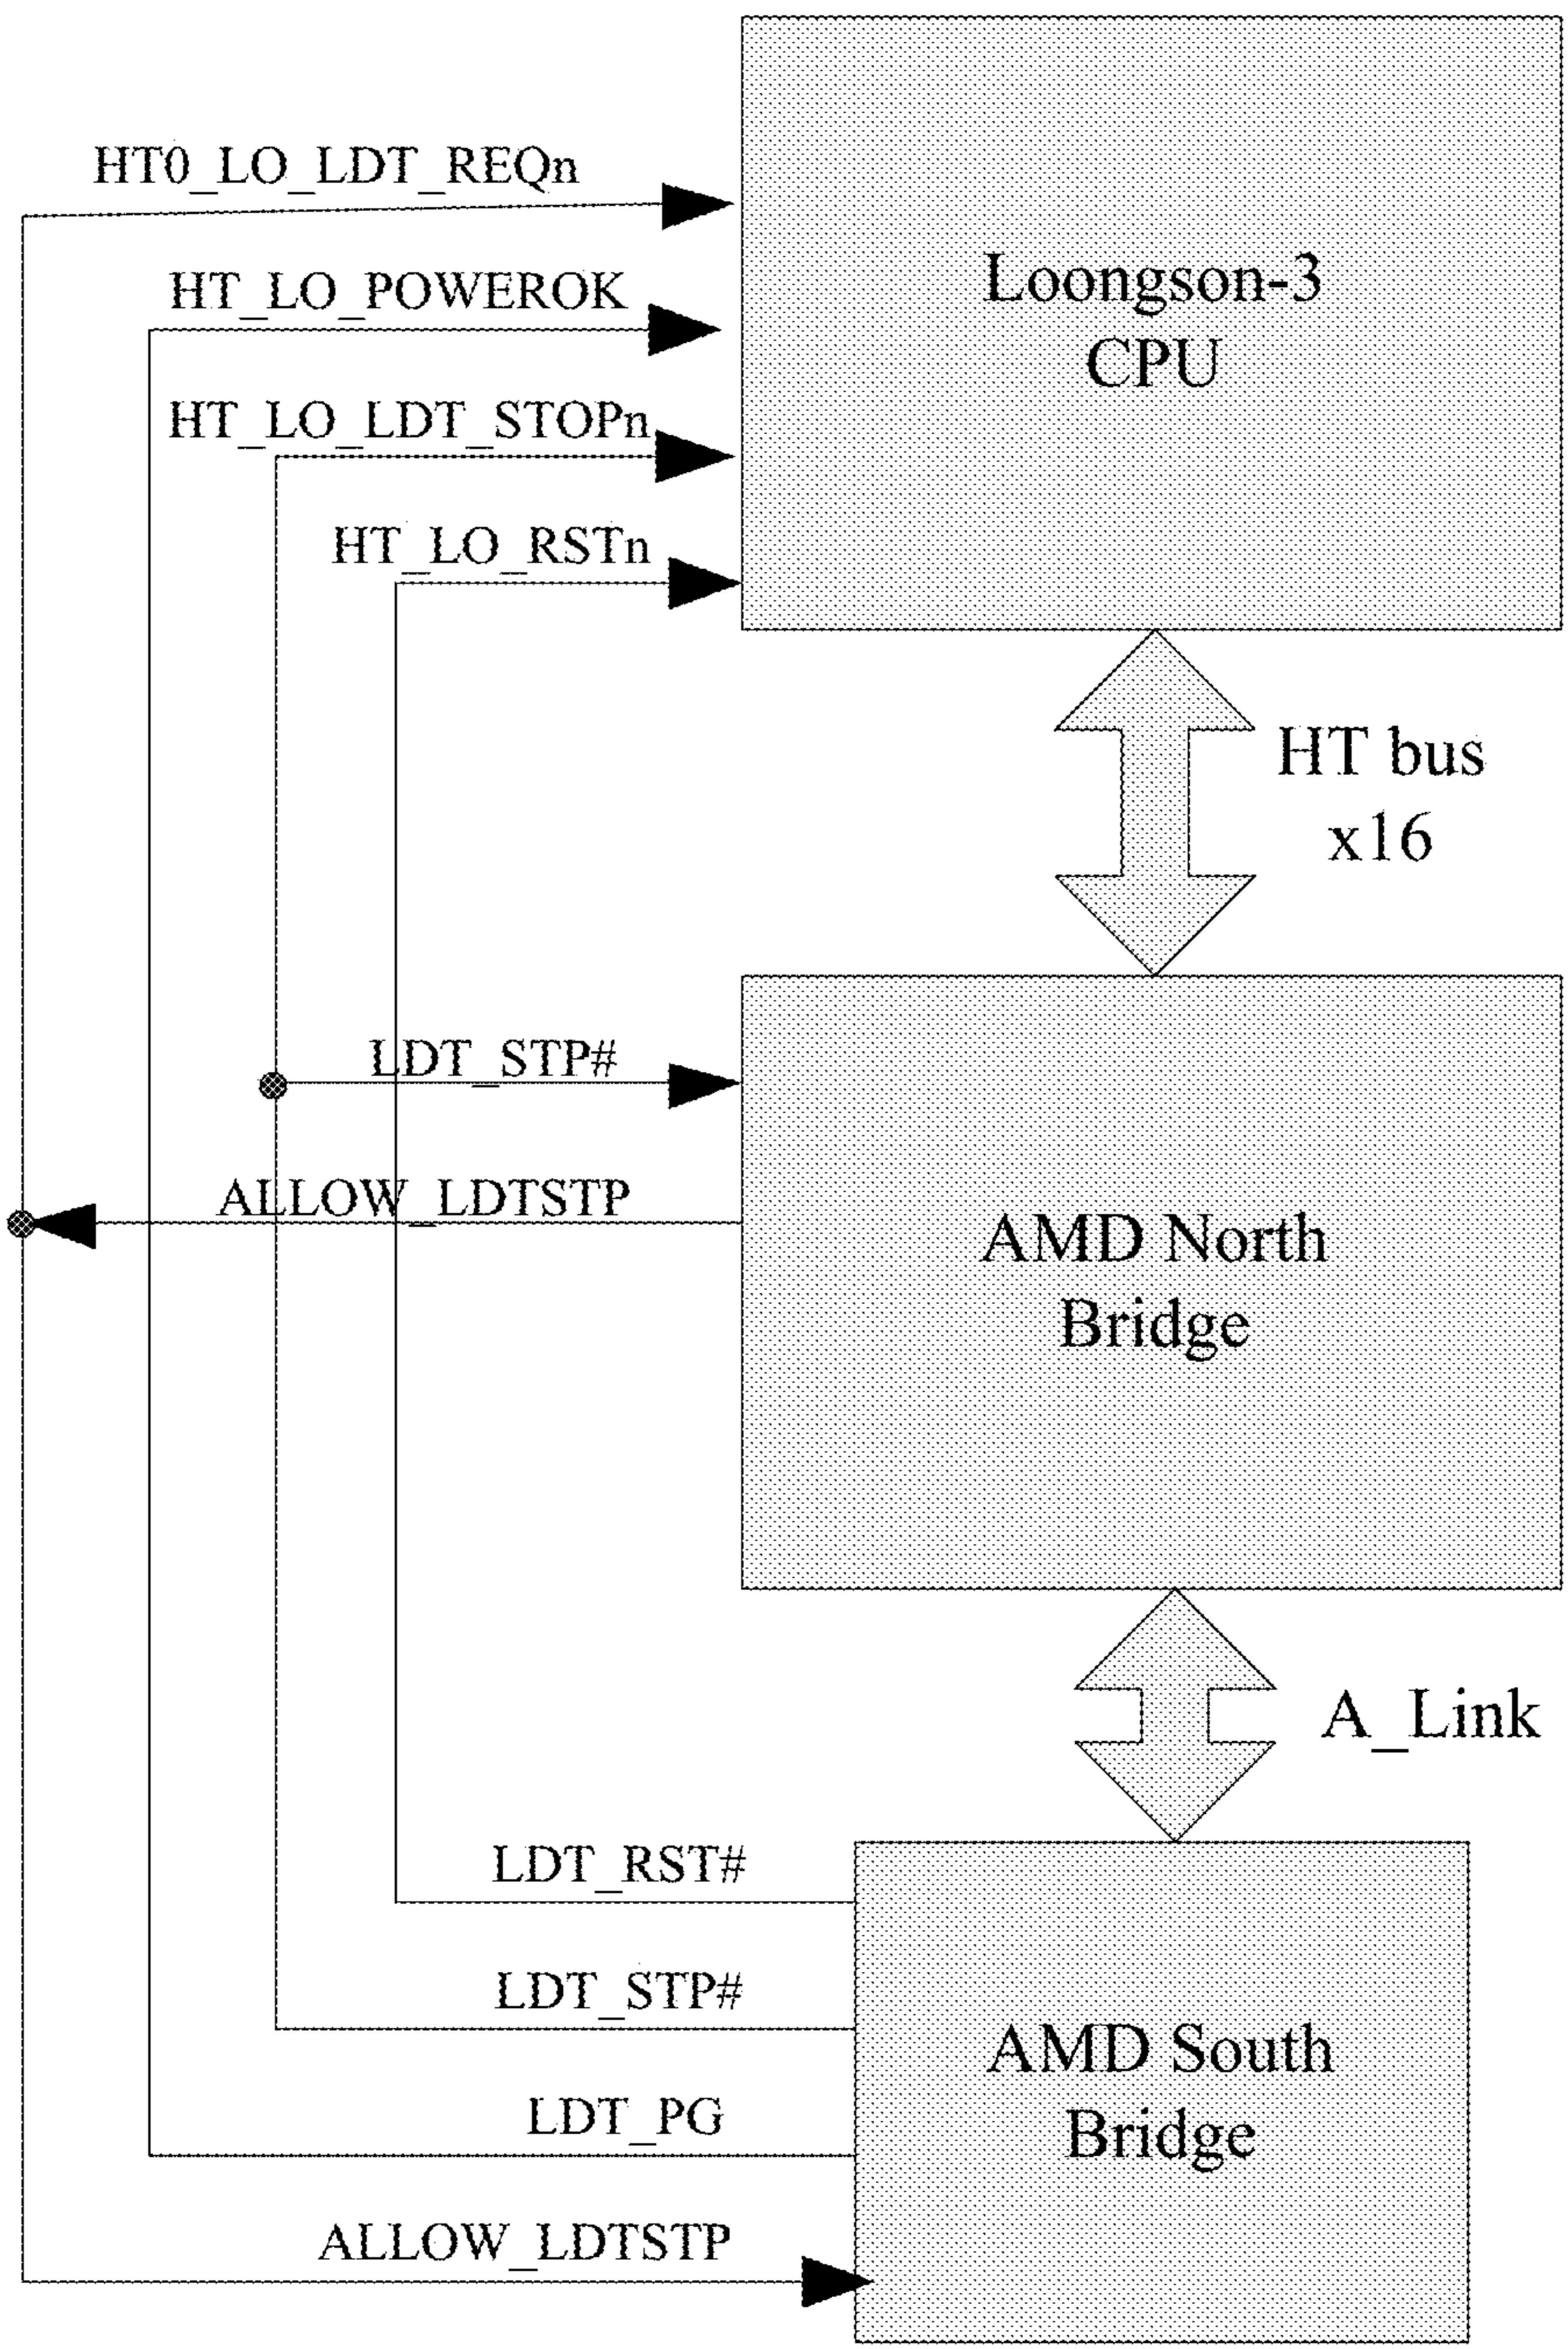 HT0_LO_LDT_REQn
HT_LO_POWEROK
Loongson-3
CPU
HT_LO_LDT_STOPn
HT_LO_RSTn
HT bus
x16
LDT_STP#
ALLOW_LDTSTP
AMD North
Bridge
A_Link
LDT_RST#
LDT_STP#
AMD South
Bridge
LDT_PG
ALLOW_LDTSTP